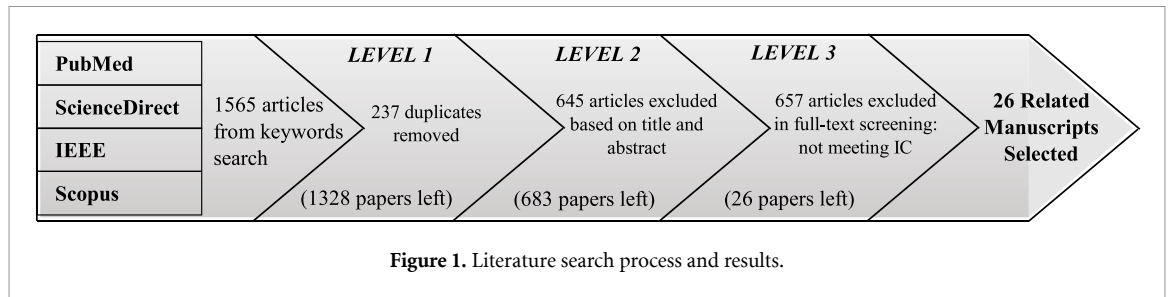 PubMed
ScienceDirect
IEEE
Scopus
1565 articles
from keywords
search
LEVEL 1
237 duplicates
removed
(1328 papers left)
LEVEL 2
645 articles excluded
based on title and
abstract
(683 papers left)
LEVEL 3
657 articles excluded
in full-text screening:
not meeting IC
(26 papers left)
26 Related
Manuscripts
Selected
Figure 1. Literature search process and results.